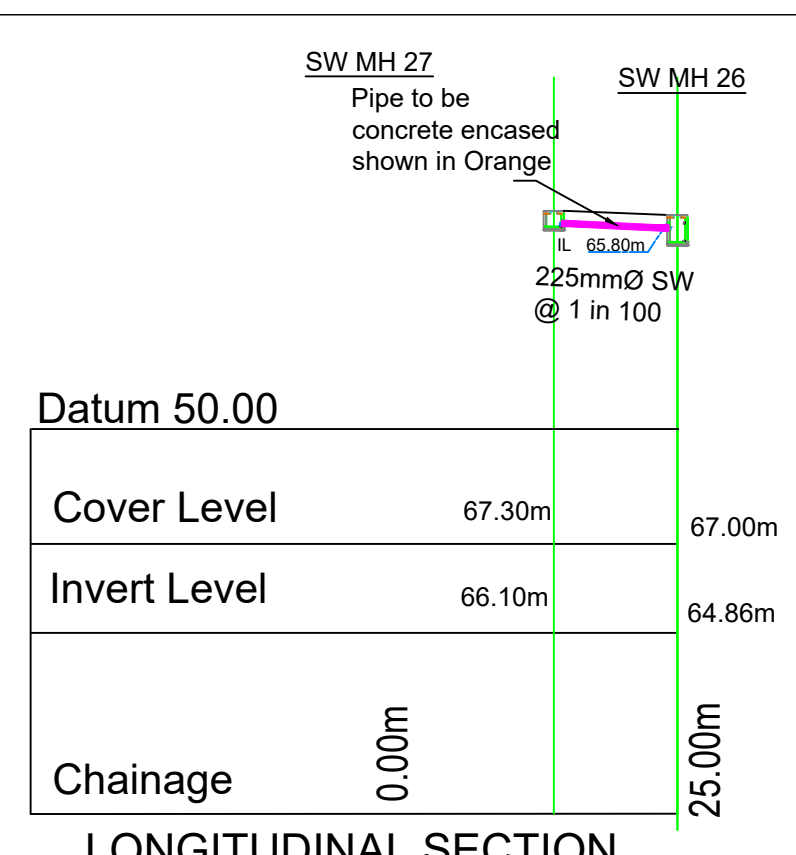 SW MH 27
SW MH 26
Pipe to be
concrete encased
shown in Orange
IL 65.80m
225mmØ SW
@ 1 in 100
Datum 50.00
Cover Level 67.30m 67.00m
Invert Level 66.10m 64.86m
Chainage 0.00m 25.00m
LONGITUDINAL SECTION